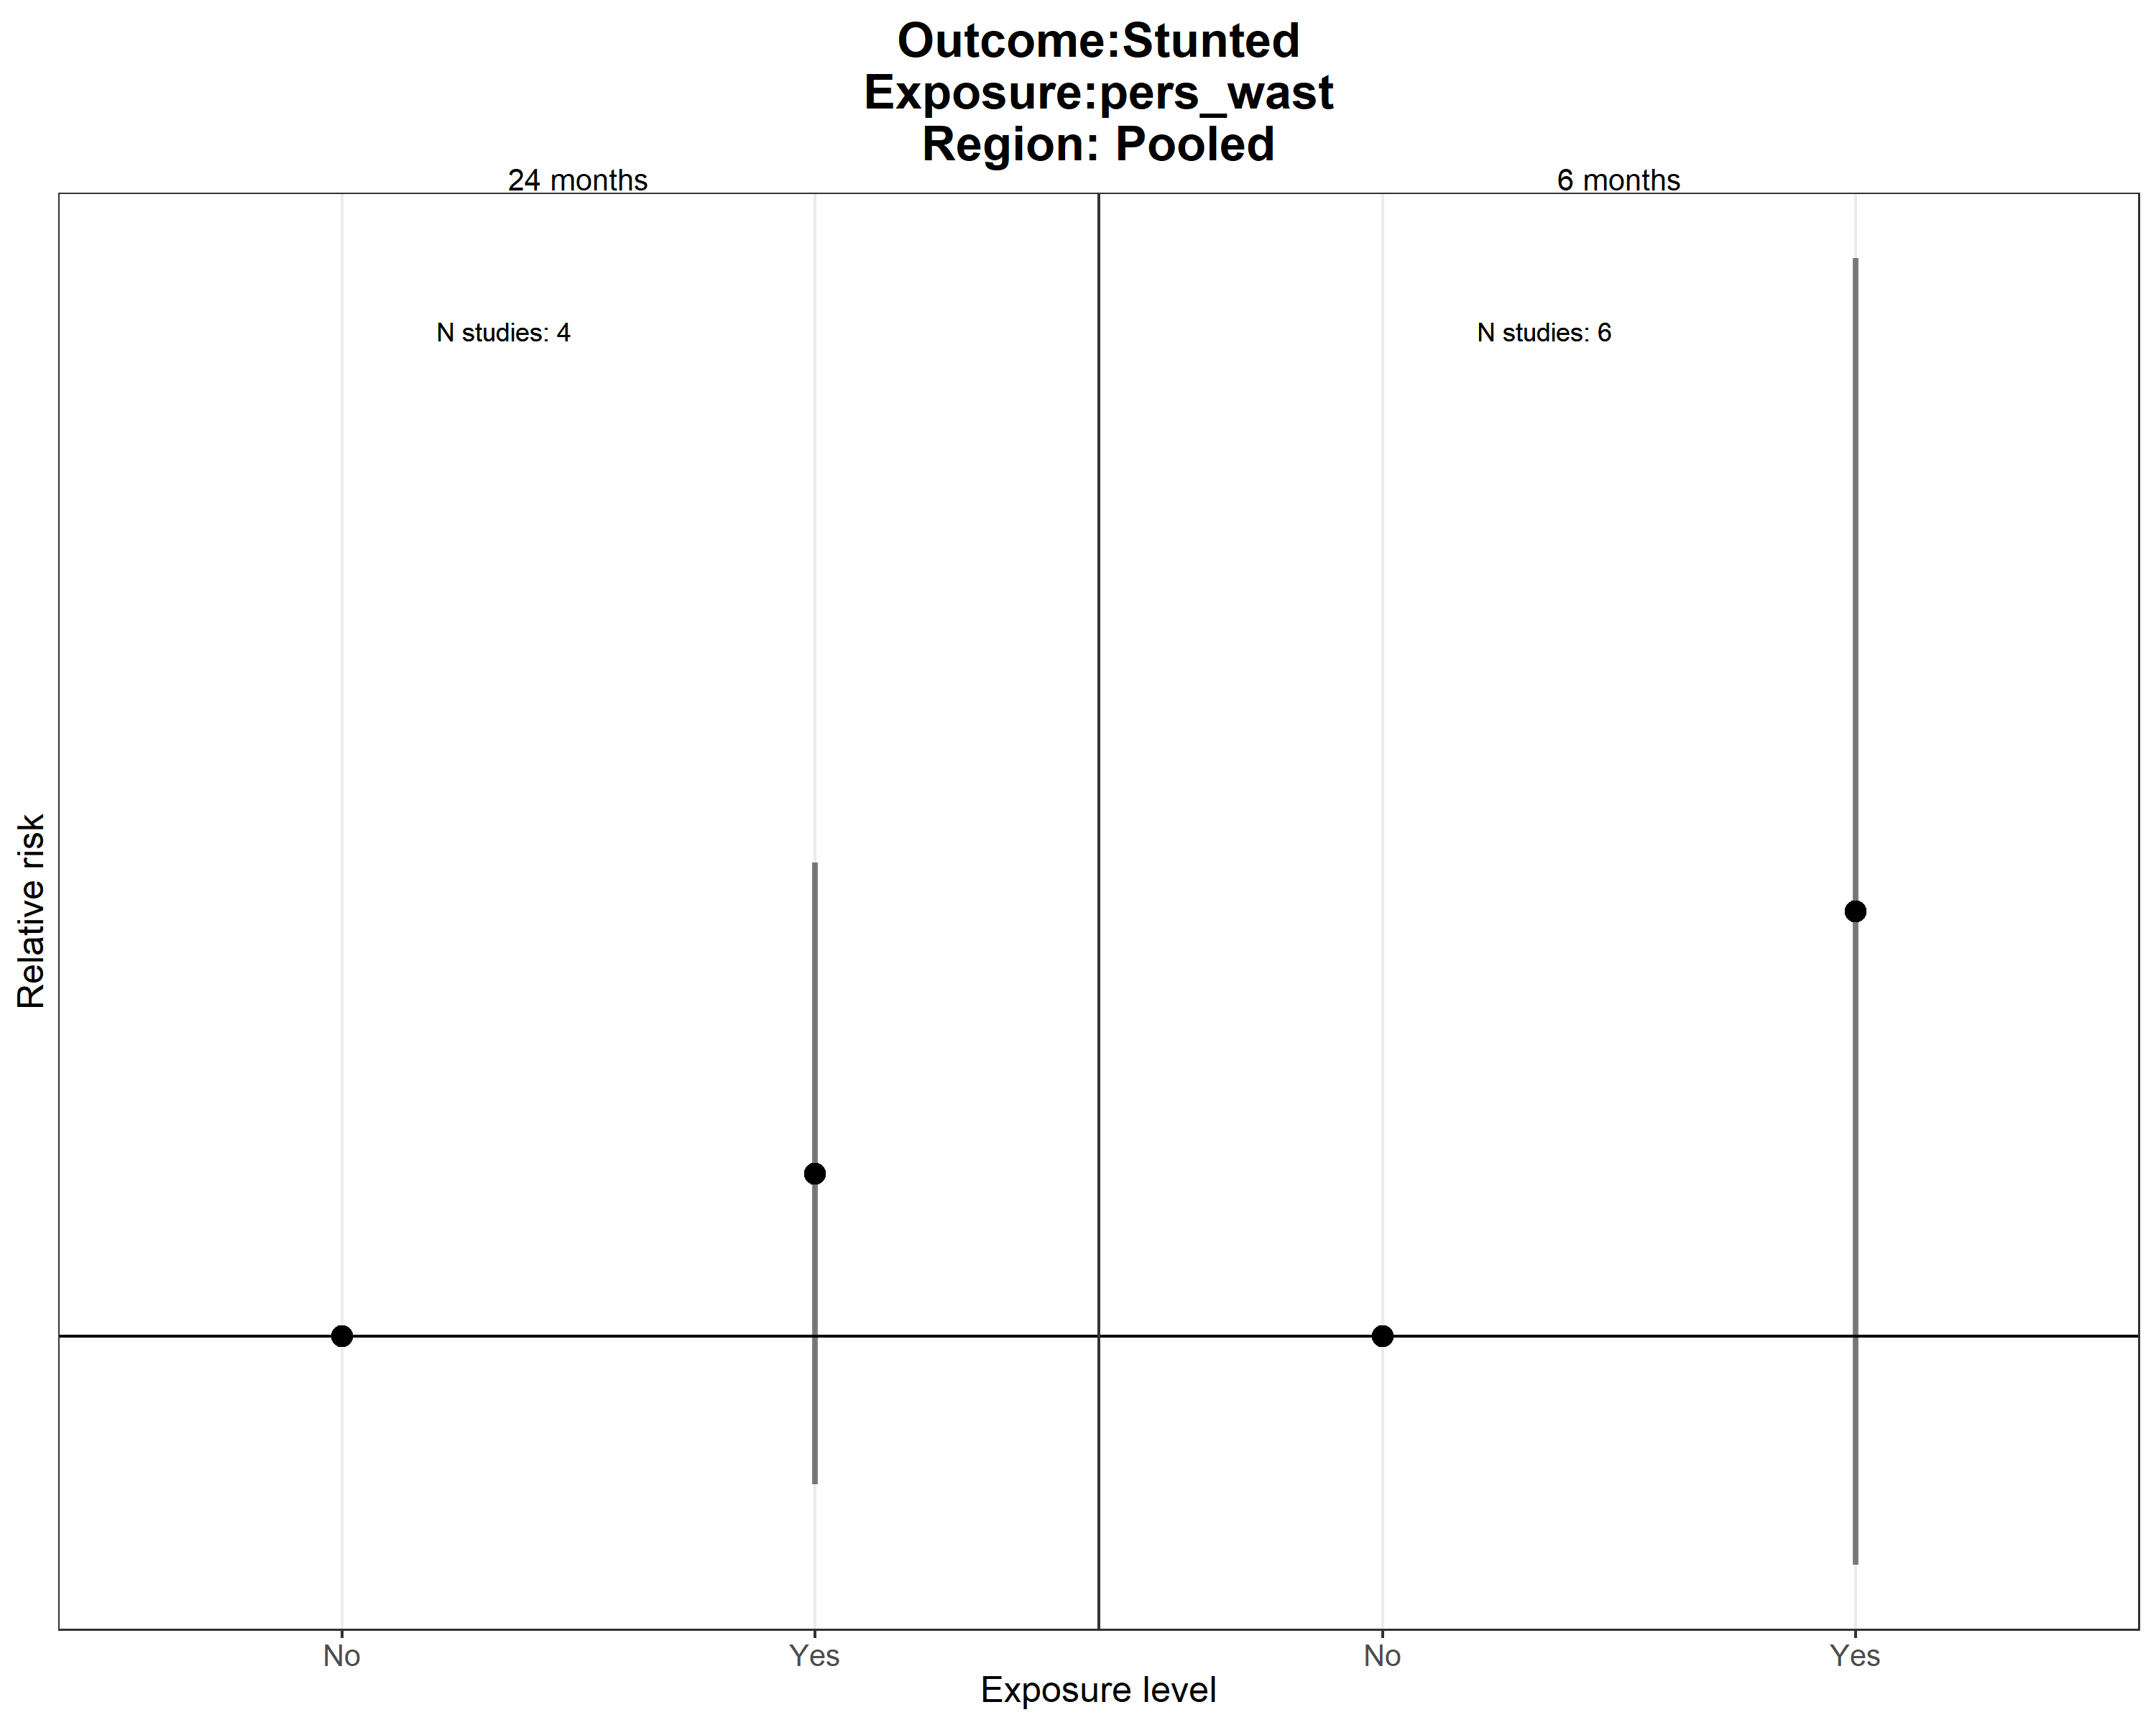 Outcome:Stunted
Exposure:pers_wast
Region: Pooled
24 months
6 months
N studies: 4
N studies: 6
Relative risk
No
Yes
No
Yes
Exposure level